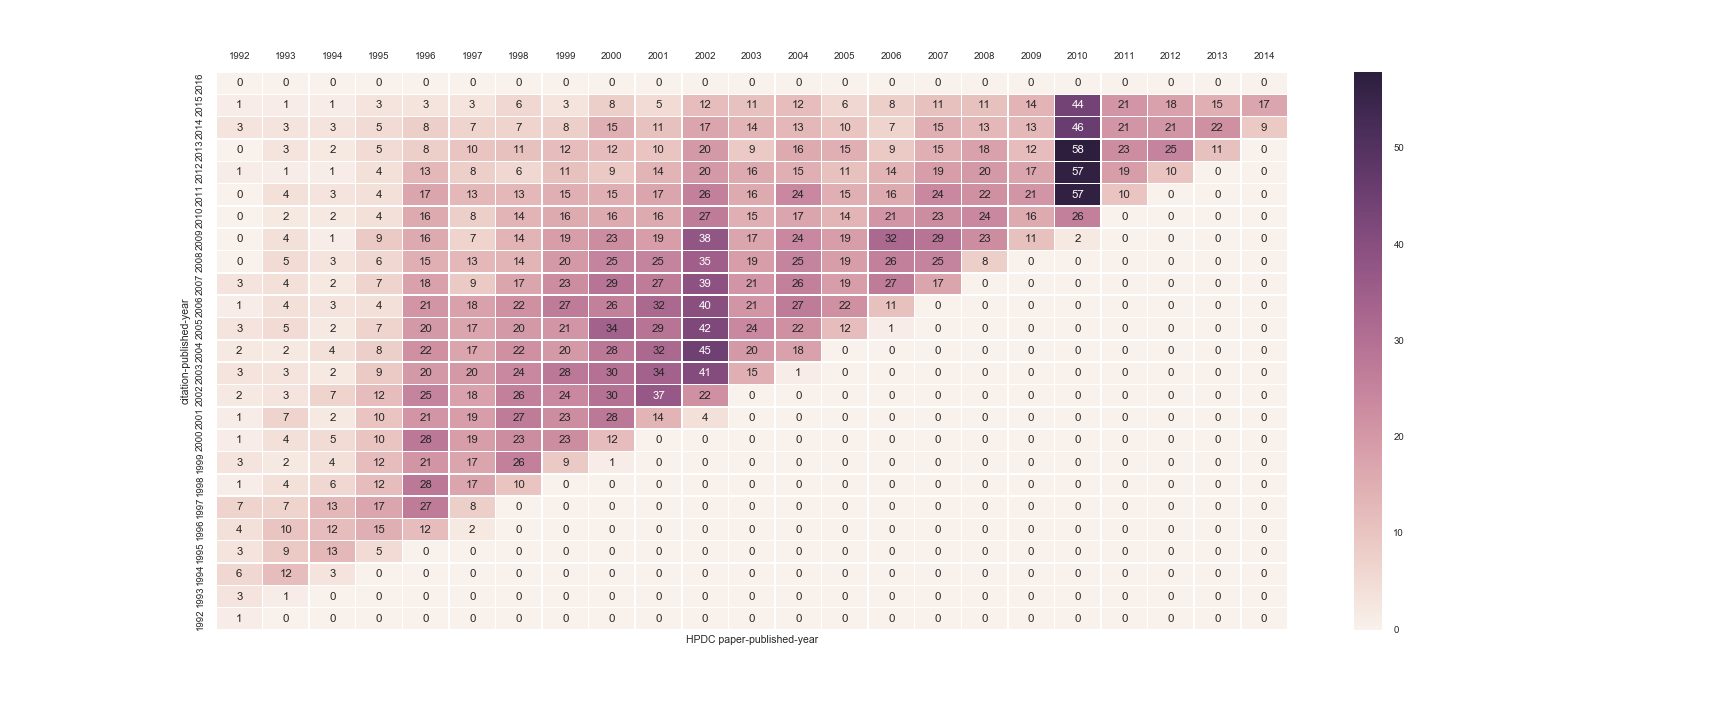 1992 1993 1994 1995 1996 1997 1998 1999 2000 2001 2002 2003 2004 2005 2006 2007 2008 2009 2010 2011 2012 2013 2014
2016 0 0 0 0 0 0 0 0 0 0 0 0 0 0 0 0 0 0 0 0 0 0 0
2015 1 1 1 3 3 3 6 3 8 5 12 11 12 6 8 11 11 14 44 21 18 15 17
2014 3 3 3 5 8 7 7 8 15 11 17 14 13 10 7 15 13 13 46 21 21 22 9
2013 0 3 2 5 8 10 11 12 12 10 20 9 16 15 9 15 18 12 58 23 25 11 0
2012 1 1 1 4 13 8 6 11 9 14 20 16 15 11 14 19 20 17 57 19 10 0 0
2011 0 4 3 4 17 13 13 15 15 17 26 16 24 15 16 24 22 21 57 10 0 0 0
2010 0 2 2 4 16 8 14 16 16 16 27 15 17 14 21 23 24 16 26 0 0 0 0
2009 0 4 1 9 16 7 14 19 23 19 38 17 24 19 32 29 23 11 2 0 0 0 0
2008 0 5 3 6 15 13 14 20 25 25 35 19 25 19 26 25 8 0 0 0 0 0 0
2007 3 4 2 7 18 9 17 23 29 27 39 21 26 19 27 17 0 0 0 0 0 0 0
2006 1 4 3 4 21 18 22 27 26 32 40 21 27 22 11 0 0 0 0 0 0 0 0
2005 3 5 2 7 20 17 20 21 34 29 42 24 22 12 1 0 0 0 0 0 0 0 0
2004 2 2 4 8 22 17 22 20 28 32 45 20 18 0 0 0 0 0 0 0 0 0 0
2003 3 3 2 9 20 20 24 28 30 34 41 15 1 0 0 0 0 0 0 0 0 0 0
2002 2 3 7 12 25 18 26 24 30 37 22 0 0 0 0 0 0 0 0 0 0 0 0
2001 1 7 2 10 21 19 27 23 28 14 4 0 0 0 0 0 0 0 0 0 0 0 0
2000 1 4 5 10 28 19 23 23 12 0 0 0 0 0 0 0 0 0 0 0 0 0 0
1999 3 2 4 12 21 17 26 9 1 0 0 0 0 0 0 0 0 0 0 0 0 0 0
1998 1 4 6 12 28 17 10 0 0 0 0 0 0 0 0 0 0 0 0 0 0 0 0
1997 7 7 13 17 27 8 0 0 0 0 0 0 0 0 0 0 0 0 0 0 0 0 0
1996 4 10 12 15 12 2 0 0 0 0 0 0 0 0 0 0 0 0 0 0 0 0 0
1995 3 9 13 5 0 0 0 0 0 0 0 0 0 0 0 0 0 0 0 0 0 0 0
1994 6 12 3 0 0 0 0 0 0 0 0 0 0 0 0 0 0 0 0 0 0 0 0
1993 3 1 0 0 0 0 0 0 0 0 0 0 0 0 0 0 0 0 0 0 0 0 0
1992 1 0 0 0 0 0 0 0 0 0 0 0 0 0 0 0 0 0 0 0 0 0 0
citation-published-year
HPDC paper-published-year
50
40
30
20
10
0